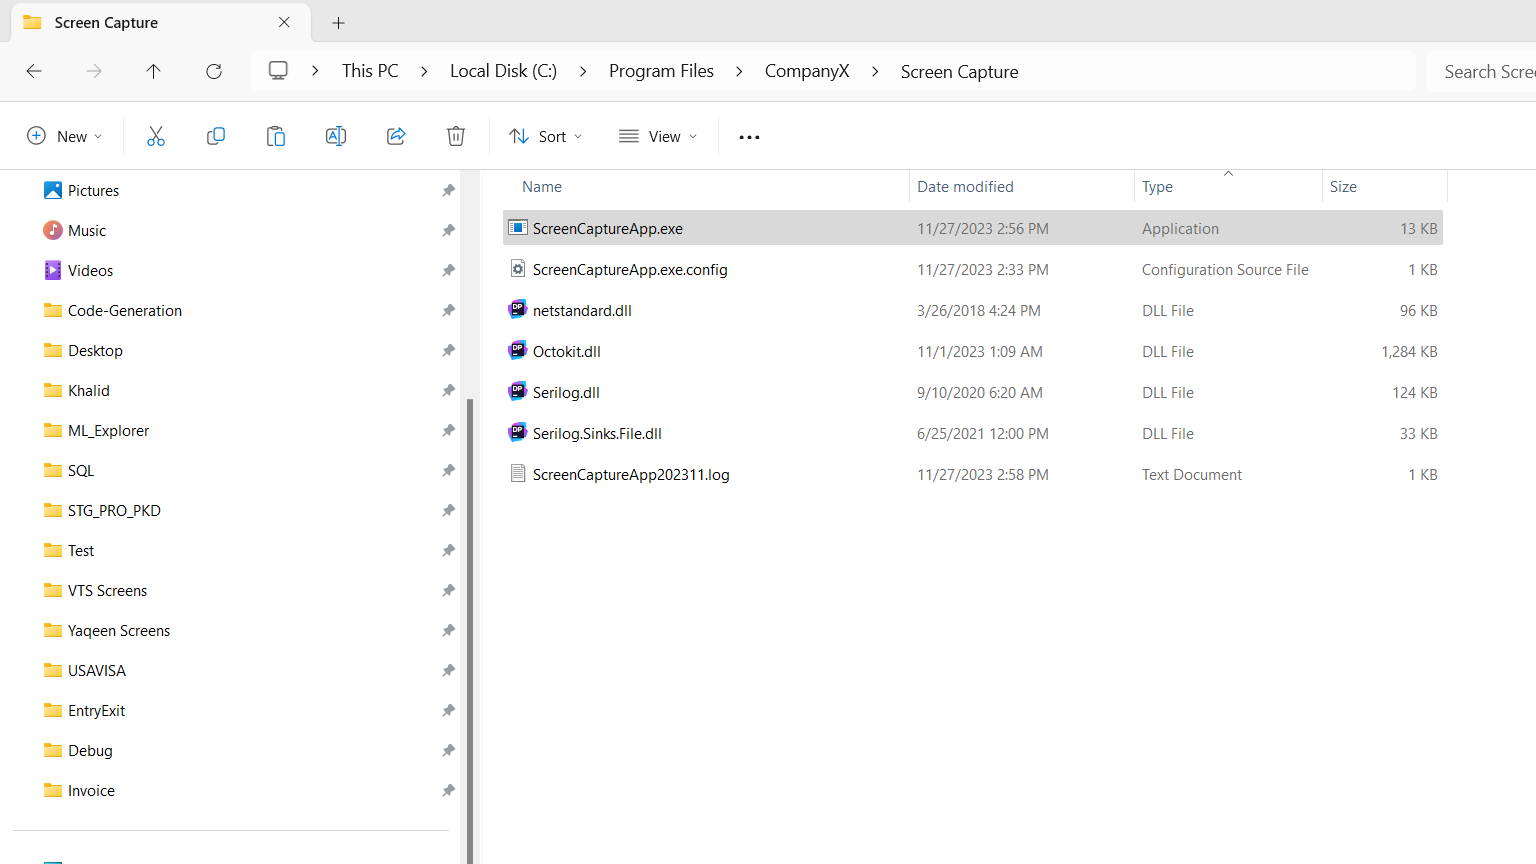 Screen Capture
This PC > Local Disk (C:) > Program Files > CompanyX > Screen Capture
Search Scre
New
Sort
View
Name Date modified Type Size
Pictures
Music
Videos
Code-Generation
Desktop
Khalid
ML_Explorer
SQL
STG_PRO_PKD
Test
VTS Screens
Yaqeen Screens
USAVISA
EntryExit
Debug
Invoice
ScreenCaptureApp.exe 11/27/2023 2:56 PM Application 13 KB
ScreenCaptureApp.exe.config 11/27/2023 2:33 PM Configuration Source File 1 KB
netstandard.dll 3/26/2018 4:24 PM DLL File 96 KB
Octokit.dll 11/1/2023 1:09 AM DLL File 1,284 KB
Serilog.dll 9/10/2020 6:20 AM DLL File 124 KB
Serilog.Sinks.File.dll 6/25/2021 12:00 PM DLL File 33 KB
ScreenCaptureApp202311.log 11/27/2023 2:58 PM Text Document 1 KB